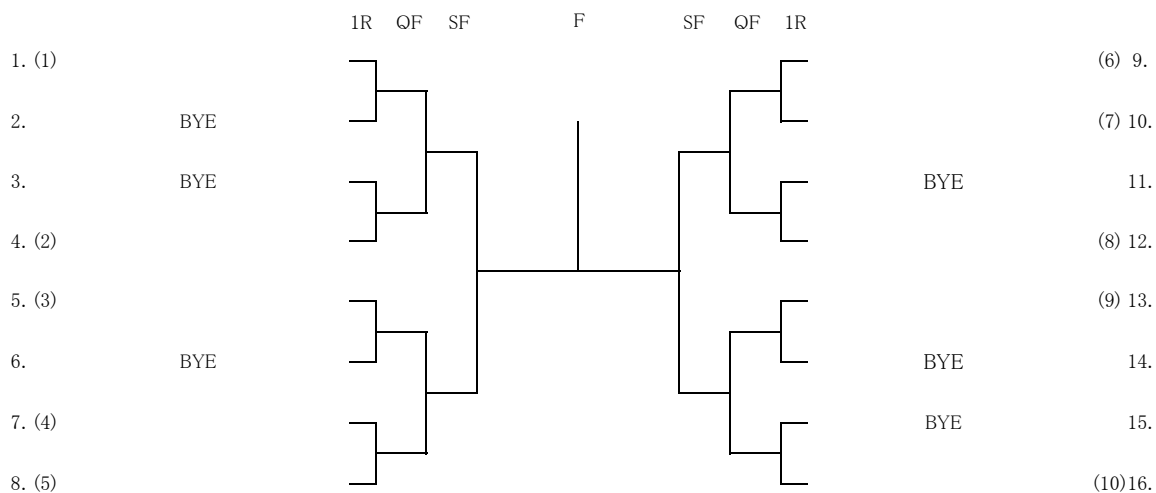 1R QF SF F SF QF 1R
1. (1) (6) 9.
2. BYE (7) 10.
3. BYE BYE 11.
4. (2) (8) 12.
5. (3) (9) 13.
6. BYE BYE 14.
7. (4) BYE 15.
8. (5) (10)16.